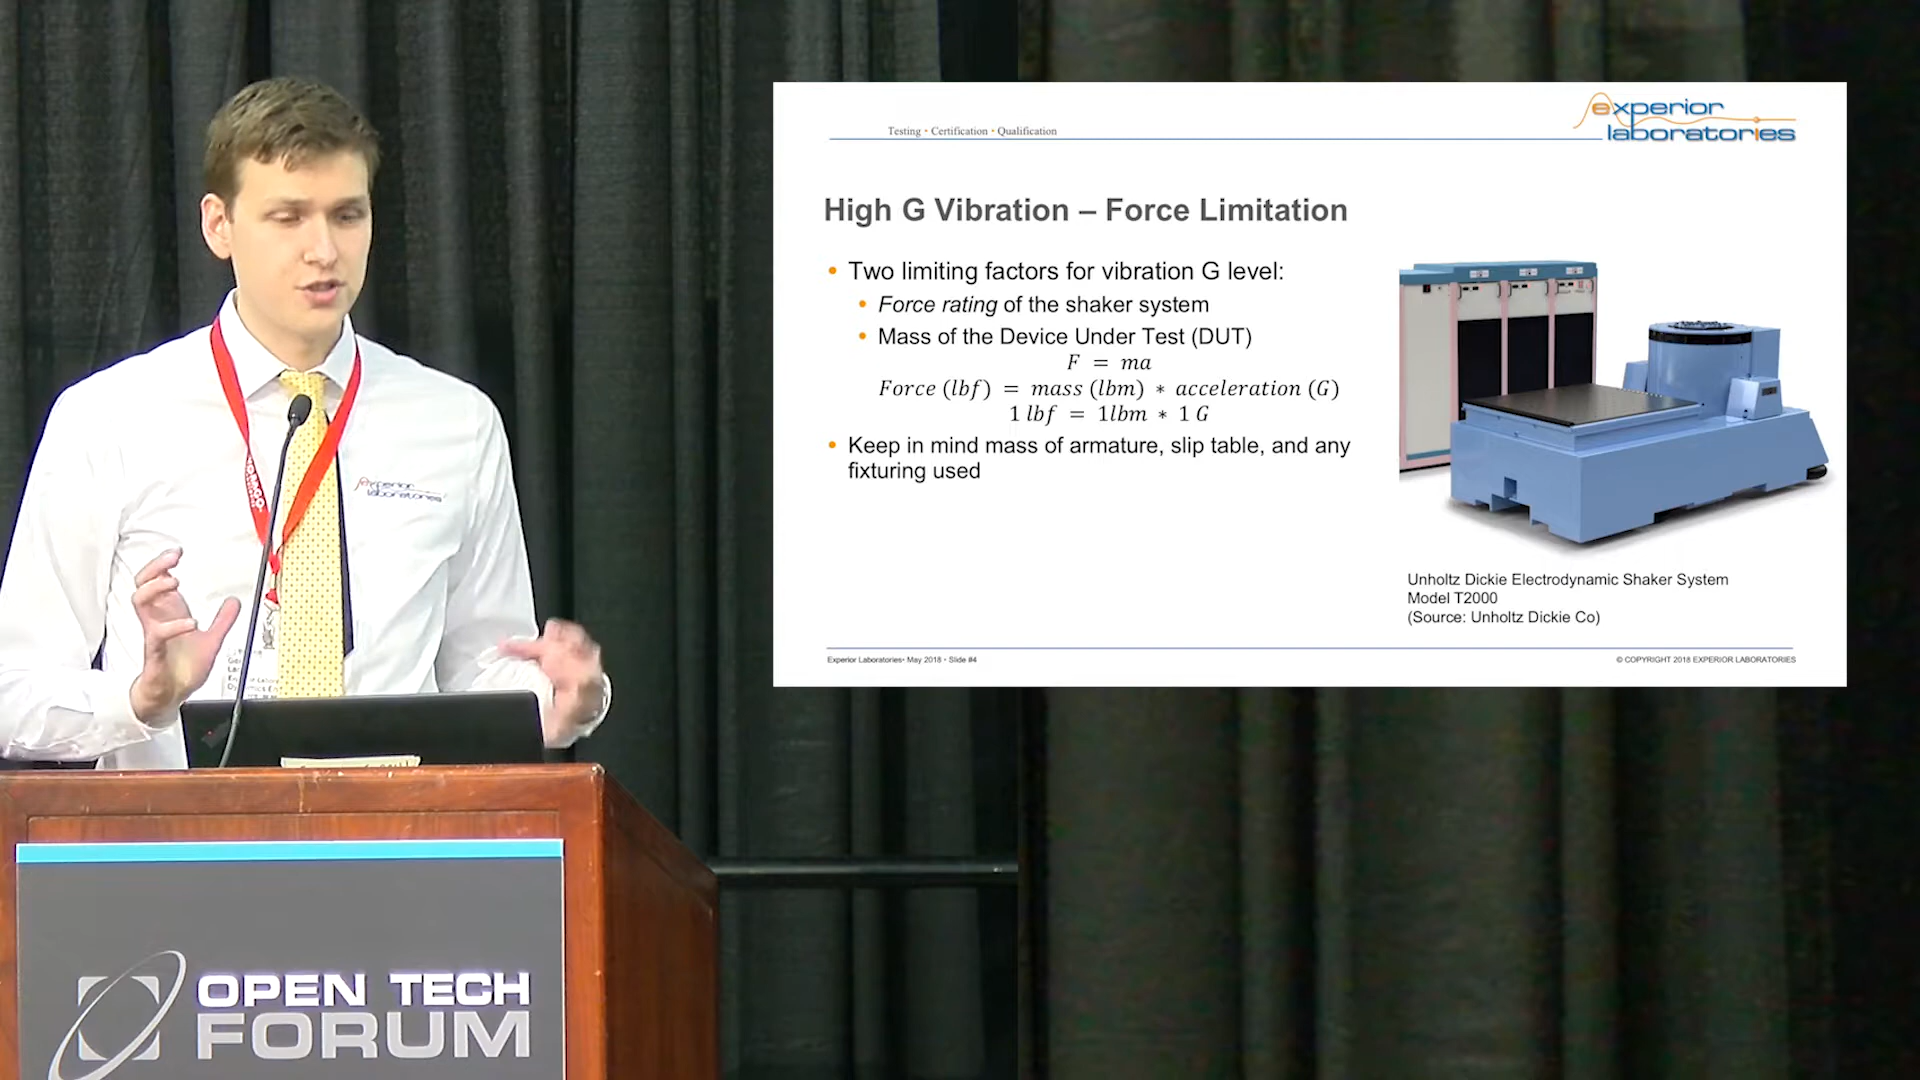 Testing • Certification • Qualification
experior
laboratories
High G Vibration – Force Limitation
• Two limiting factors for vibration G level:
• Force rating of the shaker system
• Mass of the Device Under Test (DUT)
F = ma
Force (lbf) = mass (lbm) * acceleration (G)
1 lbf = 1lbm * 1 G
• Keep in mind mass of armature, slip table, and any
fixturing used
Unholtz Dickie Electrodynamic Shaker System
Model T2000
(Source: Unholtz Dickie Co)
Experior Laboratories• May 2018 • Slide #4
© COPYRIGHT 2018 EXPERIOR LABORATORIES
experior
laboratories
OPEN TECH
FORUM